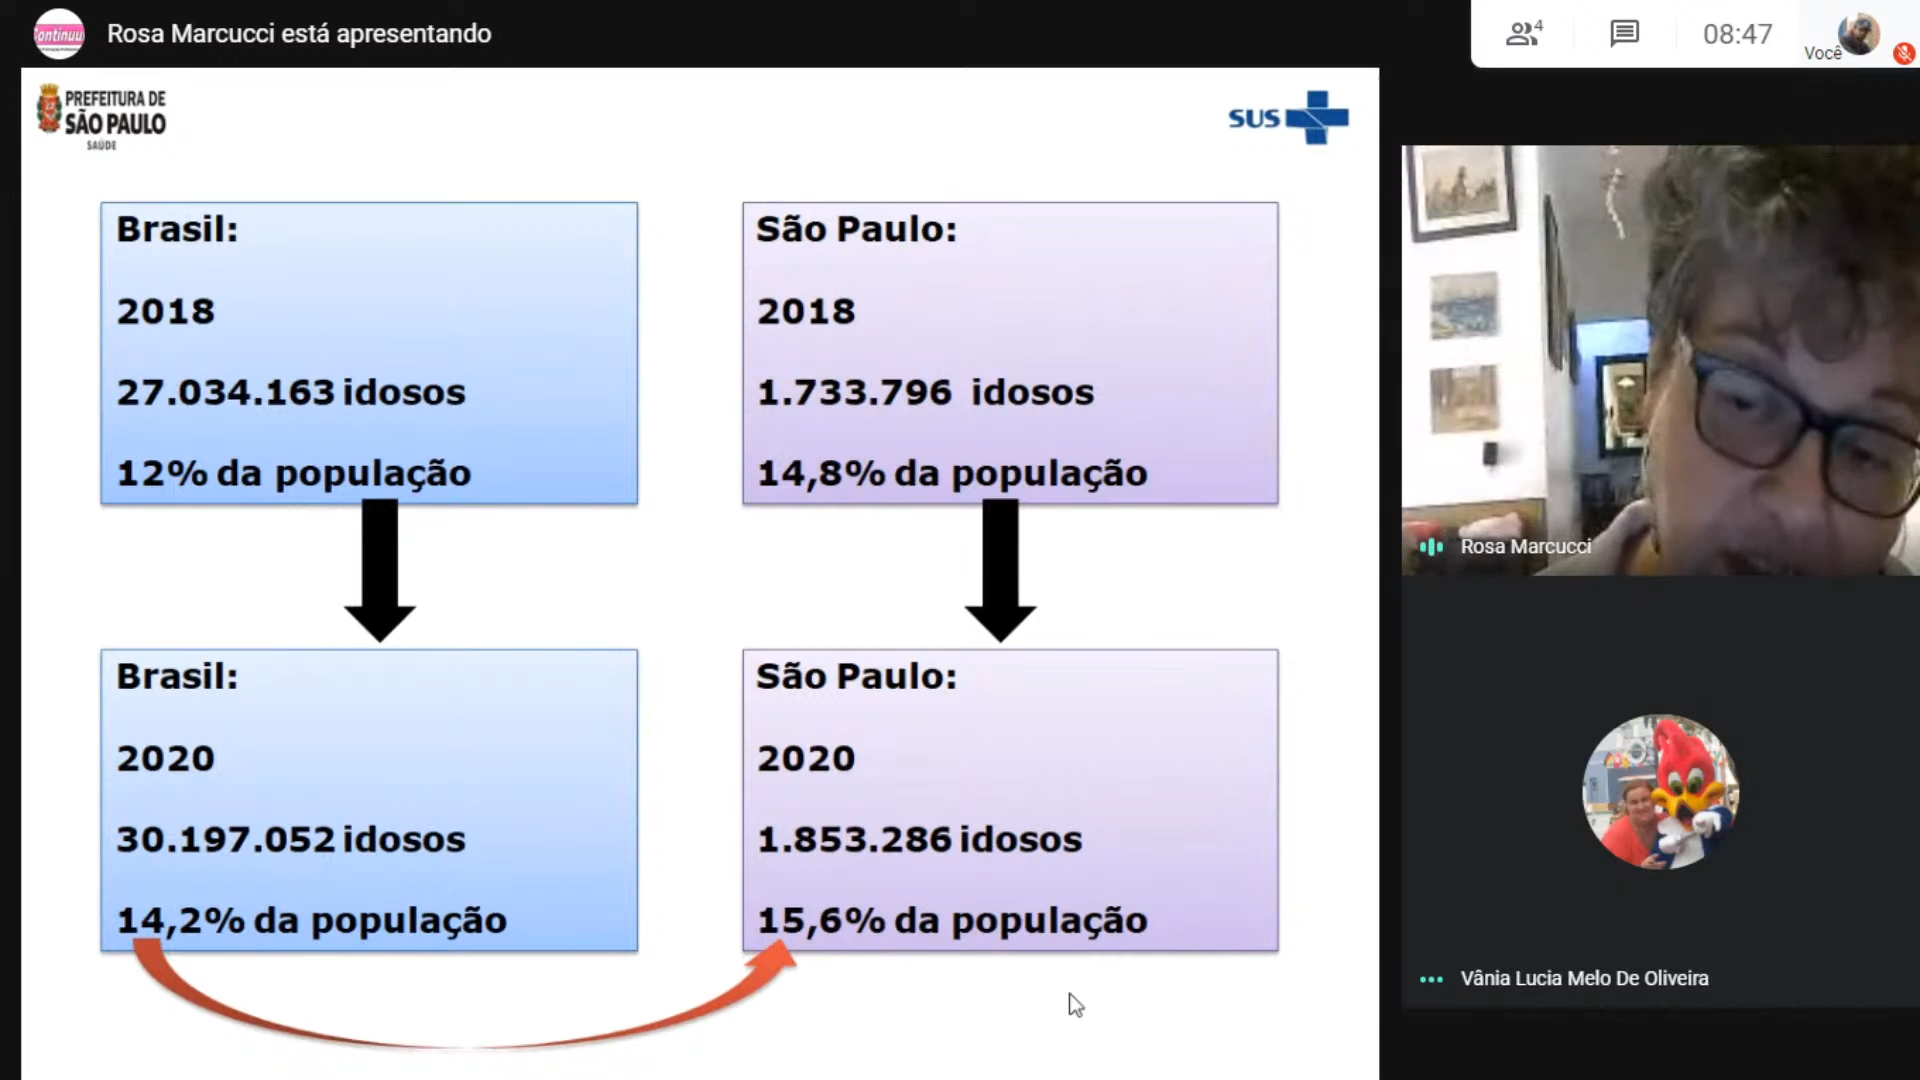 Continuu
Rosa Marcucci está apresentando
4
08:47
Você
PREFEITURA DE
SÃO PAULO
SAÚDE
SUS
Brasil:
2018
27.034.163 idosos
12% da população
São Paulo:
2018
1.733.796 idosos
14,8% da população
Brasil:
2020
30.197.052 idosos
14,2% da população
São Paulo:
2020
1.853.286 idosos
15,6% da população
Rosa Marcucci
Vânia Lucia Melo De Oliveira